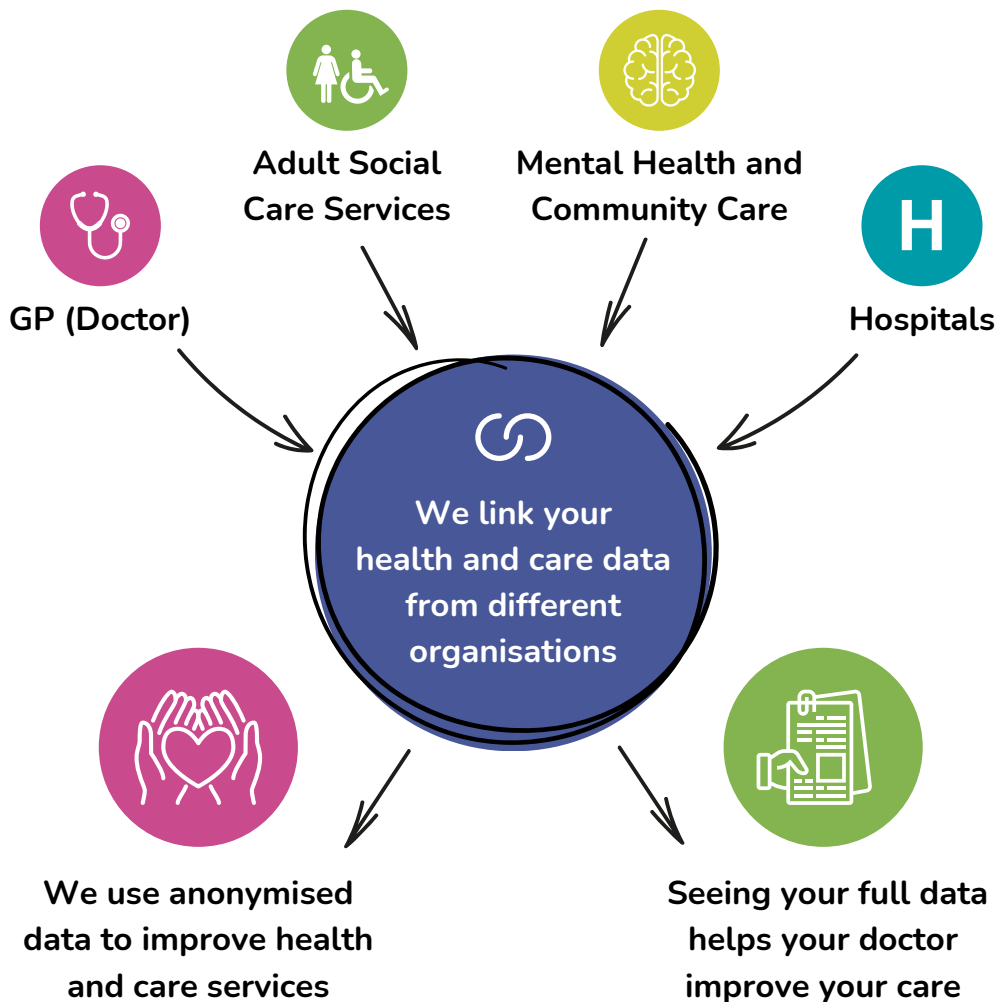 Adult Social
Care Services
Mental Health and
Community Care
H
GP (Doctor)
Hospitals
We link your
health and care data
from different
organisations
We use anonymised
data to improve health
and care services
Seeing your full data
helps your doctor
improve your care